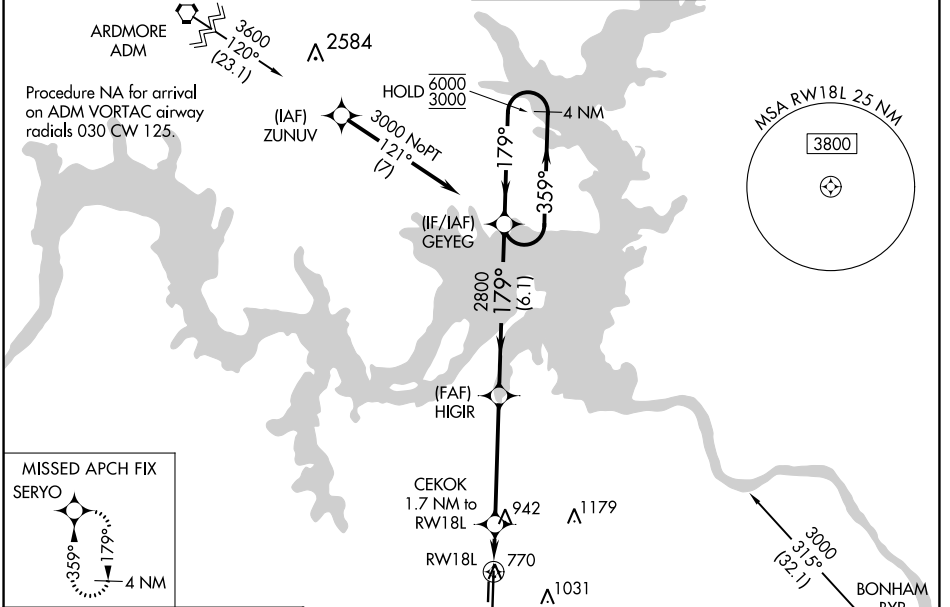 ARDMORE
ADM
3600
120°
(23.1)
2584
Procedure NA for arrival
on ADM VORTAC airway
radials 030 CW 125.
(IAF)
ZUNUV
3000 NoPT
121°
(7)
HOLD 6000
3000
4 NM
179°
359°
MSA RW18L 25 NM
3800
(IF/IAF)
GEYEG
2800
179°
(6.1)
(FAF)
HIGIR
MISSED APCH FIX
SERYO
359°
179°
4 NM
CEKOK
1.7 NM to
RW18L
942
1179
RW18L
770
1031
3000
315°
(32.1)
BONHAM